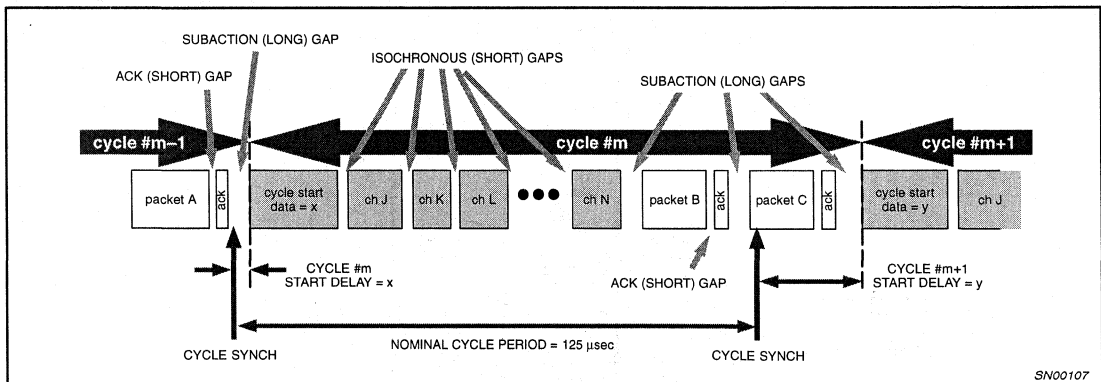 SUBACTION (LONG) GAP
ISOCHRONOUS (SHORT) GAPS
ACK (SHORT) GAP
SUBACTION (LONG) GAPS
cycle #m–1
cycle #m
cycle #m+1
packet A
ack
cycle start
data = x
ch J
ch K
ch L
ch N
packet B
ack
packet C
ack
cycle start
data = y
ch J
CYCLE #m
START DELAY = x
ACK (SHORT) GAP
CYCLE #m+1
START DELAY = y
NOMINAL CYCLE PERIOD = 125 µsec
CYCLE SYNCH
CYCLE SYNCH
SN00107